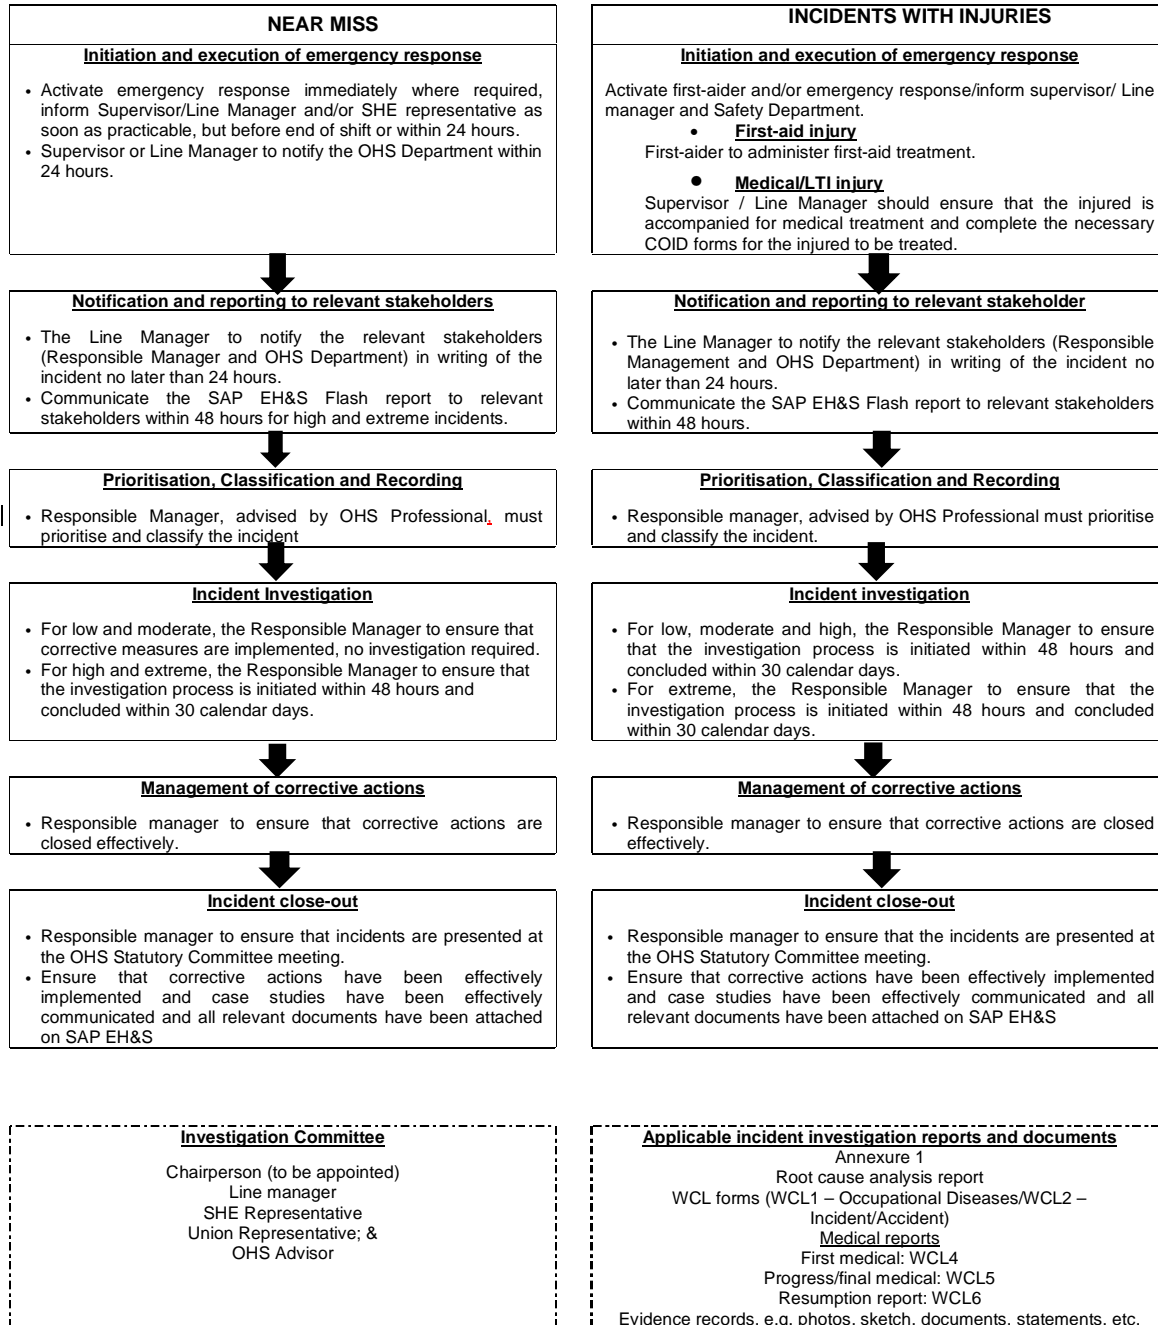 NEAR MISS
Initiation and execution of emergency response
• Activate emergency response immediately where required,
inform Supervisor/Line Manager and/or SHE representative as
soon as practicable, but before end of shift or within 24 hours.
• Supervisor or Line Manager to notify the OHS Department within
24 hours.
Notification and reporting to relevant stakeholders
• The Line Manager to notify the relevant stakeholders
(Responsible Manager and OHS Department) in writing of the
incident no later than 24 hours.
• Communicate the SAP EH&S Flash report to relevant
stakeholders within 48 hours for high and extreme incidents.
Prioritisation, Classification and Recording
• Responsible Manager, advised by OHS Professional, must
prioritise and classify the incident
Incident Investigation
• For low and moderate, the Responsible Manager to ensure that
corrective measures are implemented, no investigation required.
• For high and extreme, the Responsible Manager to ensure that
the investigation process is initiated within 48 hours and
concluded within 30 calendar days.
Management of corrective actions
• Responsible manager to ensure that corrective actions are
closed effectively.
Incident close-out
• Responsible manager to ensure that incidents are presented at
the OHS Statutory Committee meeting.
• Ensure that corrective actions have been effectively
implemented and case studies have been effectively
communicated and all relevant documents have been attached
on SAP EH&S
Investigation Committee
Chairperson (to be appointed)
Line manager
SHE Representative
Union Representative; &
OHS Advisor
INCIDENTS WITH INJURIES
Initiation and execution of emergency response
Activate first-aider and/or emergency response/inform supervisor/ Line
manager and Safety Department.
• First-aid injury
First-aider to administer first-aid treatment.
• Medical/LTI injury
Supervisor / Line Manager should ensure that the injured is
accompanied for medical treatment and complete the necessary
COID forms for the injured to be treated.
Notification and reporting to relevant stakeholder
• The Line Manager to notify the relevant stakeholders (Responsible
Management and OHS Department) in writing of the incident no
later than 24 hours.
• Communicate the SAP EH&S Flash report to relevant stakeholders
within 48 hours.
Prioritisation, Classification and Recording
• Responsible manager, advised by OHS Professional must prioritise
and classify the incident.
Incident investigation
• For low, moderate and high, the Responsible Manager to ensure
that the investigation process is initiated within 48 hours and
concluded within 30 calendar days.
• For extreme, the Responsible Manager to ensure that the
investigation process is initiated within 48 hours and concluded
within 30 calendar days.
Management of corrective actions
• Responsible manager to ensure that corrective actions are closed
effectively.
Incident close-out
• Responsible manager to ensure that the incidents are presented at
the OHS Statutory Committee meeting.
• Ensure that corrective actions have been effectively implemented
and case studies have been effectively communicated and all
relevant documents have been attached on SAP EH&S
Applicable incident investigation reports and documents
Annexure 1
Root cause analysis report
WCL forms (WCL1 – Occupational Diseases/WCL2 –
Incident/Accident)
Medical reports
First medical: WCL4
Progress/final medical: WCL5
Resumption report: WCL6
Evidence records, e.g. photos, sketch, documents, statements, etc.